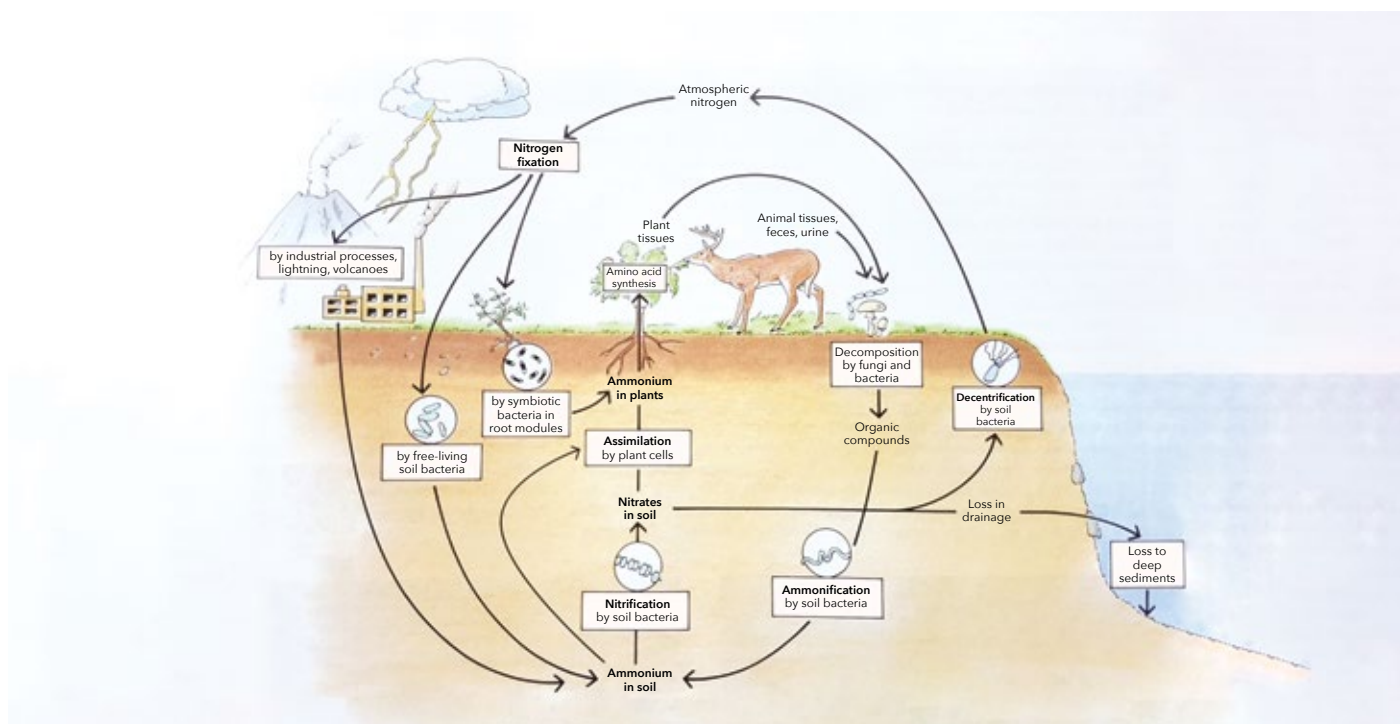 Atmospheric
nitrogen
Nitrogen
fixation
by industrial processes,
lightning, volcanoes
Plant
tissues
Animal tissues,
feces, urine
Amino acid
synthesis
Decomposition
by fungi and
bacteria
Decentrification
by soil
bacteria
Ammonium
in plants
by symbiotic
bacteria in
root modules
by free-living
soil bacteria
Assimilation
by plant cells
Organic
compounds
Nitrates
in soil
Loss in
drainage
Loss to
deep
sediments
Nitrification
by soil bacteria
Ammonification
by soil bacteria
Ammonium
in soil